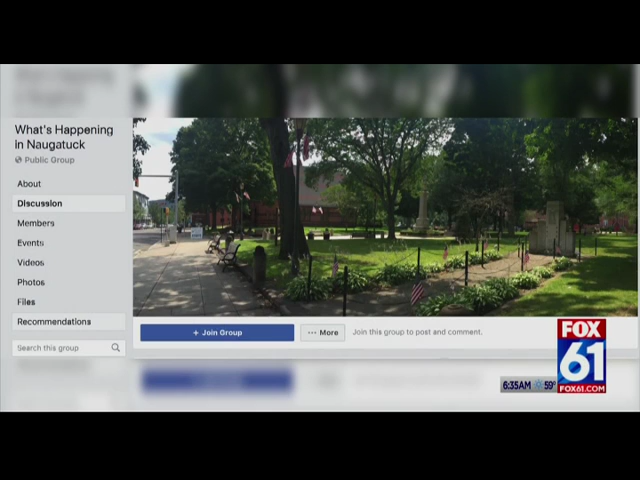 What's Happening
in Naugatuck
Public Group
About
Discussion
Members
Events
Videos
Photos
Files
Recommendations
Search this group
+ Join Group
••• More
Join this group to post and comment.
FOX
61
FOX61.COM
6:35AM 59°